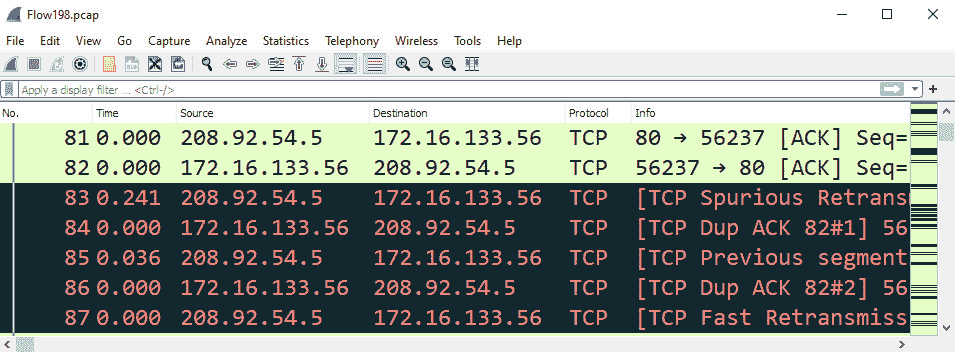 Flow198.pcap
File Edit View Go Capture Analyze Statistics Telephony Wireless Tools Help
Apply a display filter ... <Ctrl-/>
No. Time Source Destination Protocol Info
81 0.000 208.92.54.5 172.16.133.56 TCP 80 → 56237 [ACK] Seq=
82 0.000 172.16.133.56 208.92.54.5 TCP 56237 → 80 [ACK] Seq=
83 0.241 208.92.54.5 172.16.133.56 TCP [TCP Spurious Retrans
84 0.000 172.16.133.56 208.92.54.5 TCP [TCP Dup ACK 82#1] 56
85 0.036 208.92.54.5 172.16.133.56 TCP [TCP Previous segment
86 0.000 172.16.133.56 208.92.54.5 TCP [TCP Dup ACK 82#2] 56
87 0.000 208.92.54.5 172.16.133.56 TCP [TCP Fast Retransmiss